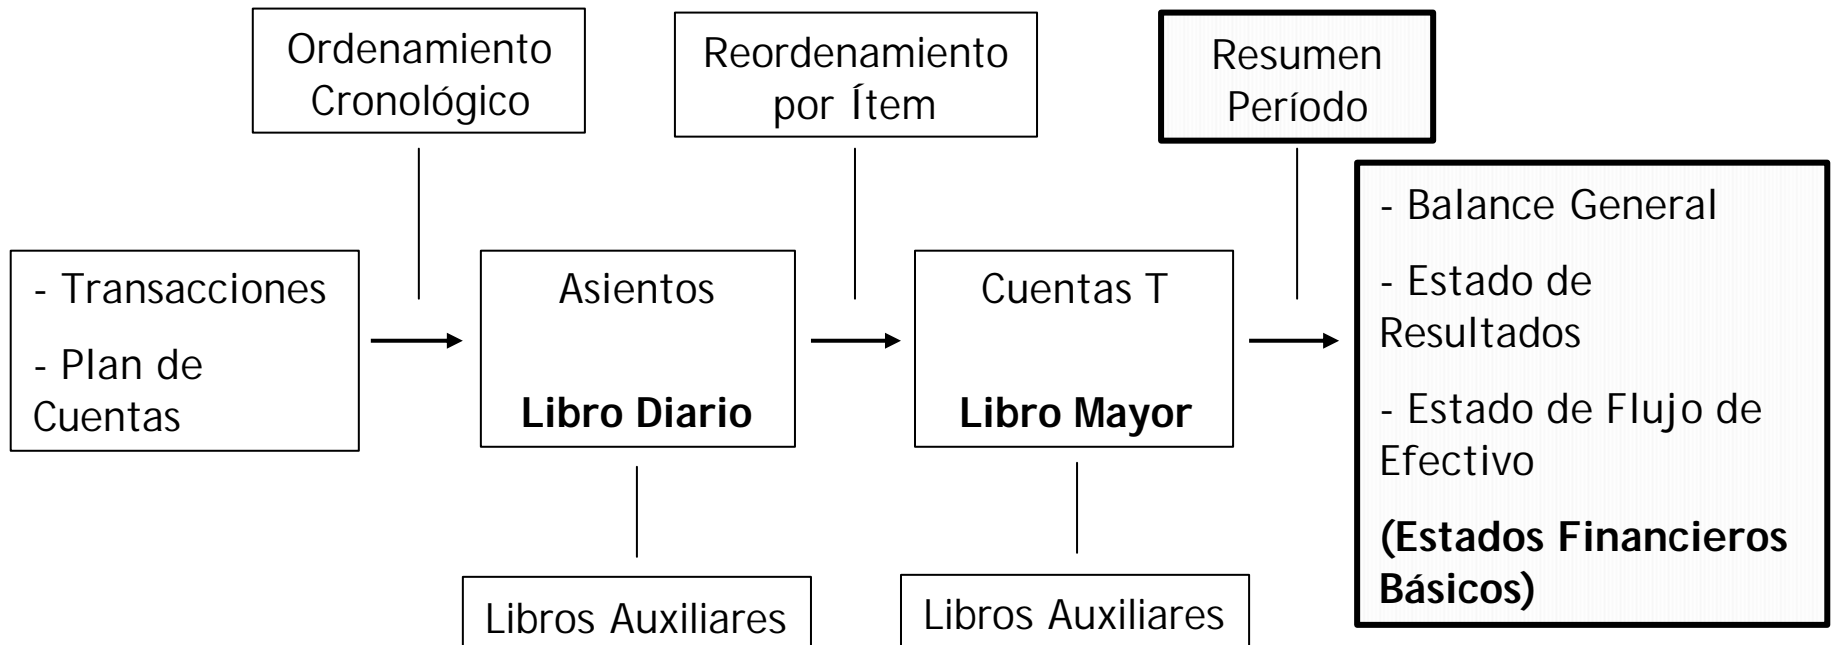 Ordenamiento
Cronológico
Reordenamiento
por Ítem
Resumen
Período
- Transacciones
- Plan de
Cuentas
Asientos
Libro Diario
Cuentas T
Libro Mayor
- Balance General
- Estado de
Resultados
- Estado de Flujo de
Efectivo
(Estados Financieros
Básicos)
Libros Auxiliares
Libros Auxiliares